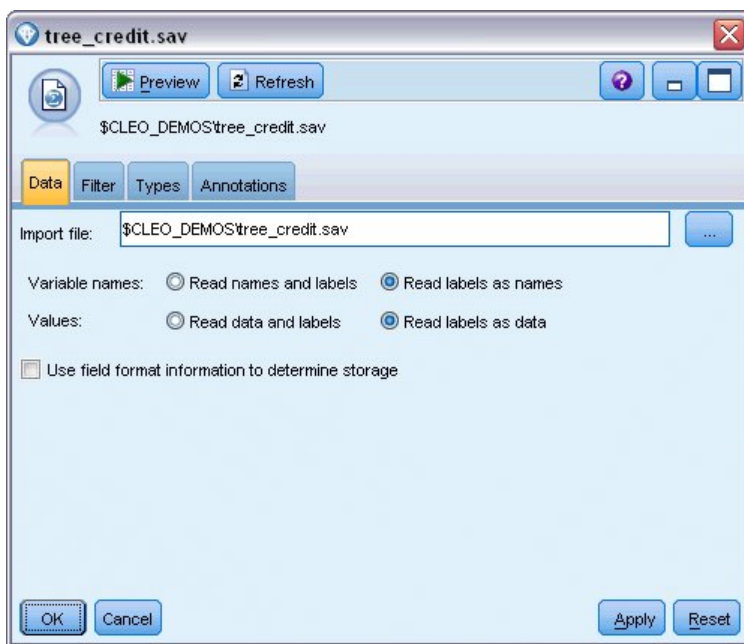 tree_credit.sav
Preview Refresh
$CLEO_DEMOS\tree_credit.sav
Data Filter Types Annotations
Import file: $CLEO_DEMOS\tree_credit.sav ...
Variable names: Read names and labels Read labels as names
Values: Read data and labels Read labels as data
Use field format information to determine storage
OK Cancel Apply Reset